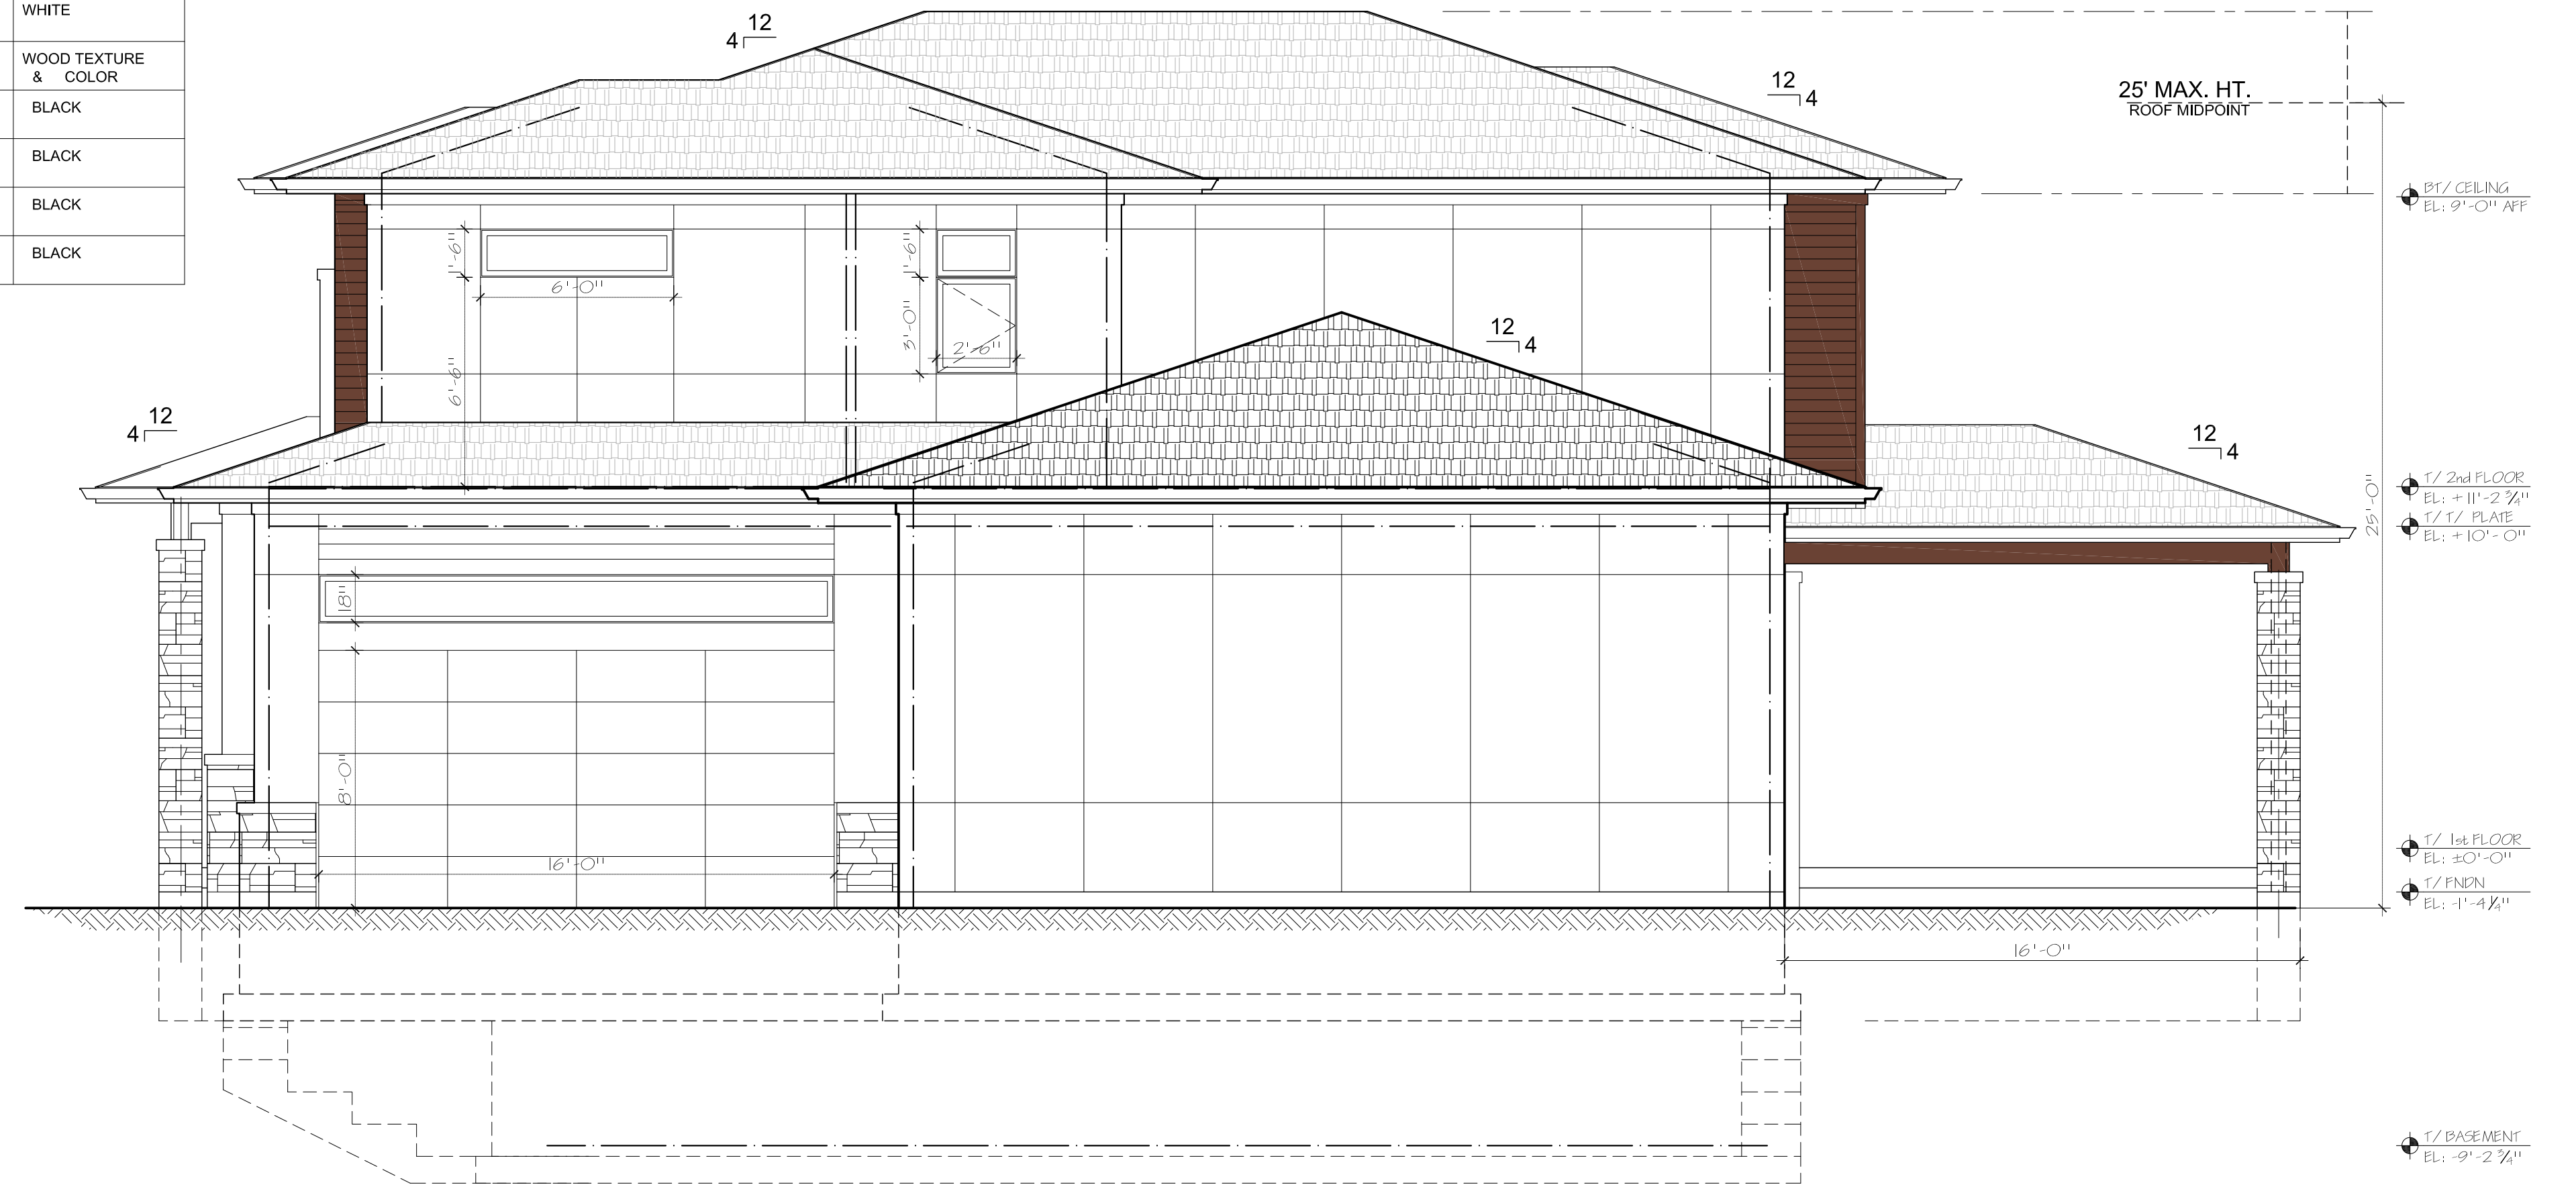 WHITE
WOOD TEXTURE
& COLOR
BLACK
BLACK
BLACK
BLACK
12
4
12
4
25' MAX. HT.
ROOF MIDPOINT
BT/ CEILING
EL: 9'-0" AFF
1'-6"
6'-0"
1'-6"
3'-0"
2'-6"
6'-6"
12
4
12
4
12
4
T/ 2nd FLOOR
EL: +11'-2 3/4"
T/ T/ PLATE
EL: +10'-0"
25'-0"
18"
8'-0"
16'-0"
T/ 1st FLOOR
EL: ±0'-0"
T/ FNDN
EL: -1'-4 1/4"
16'-0"
T/ BASEMENT
EL: -9'-2 3/4"